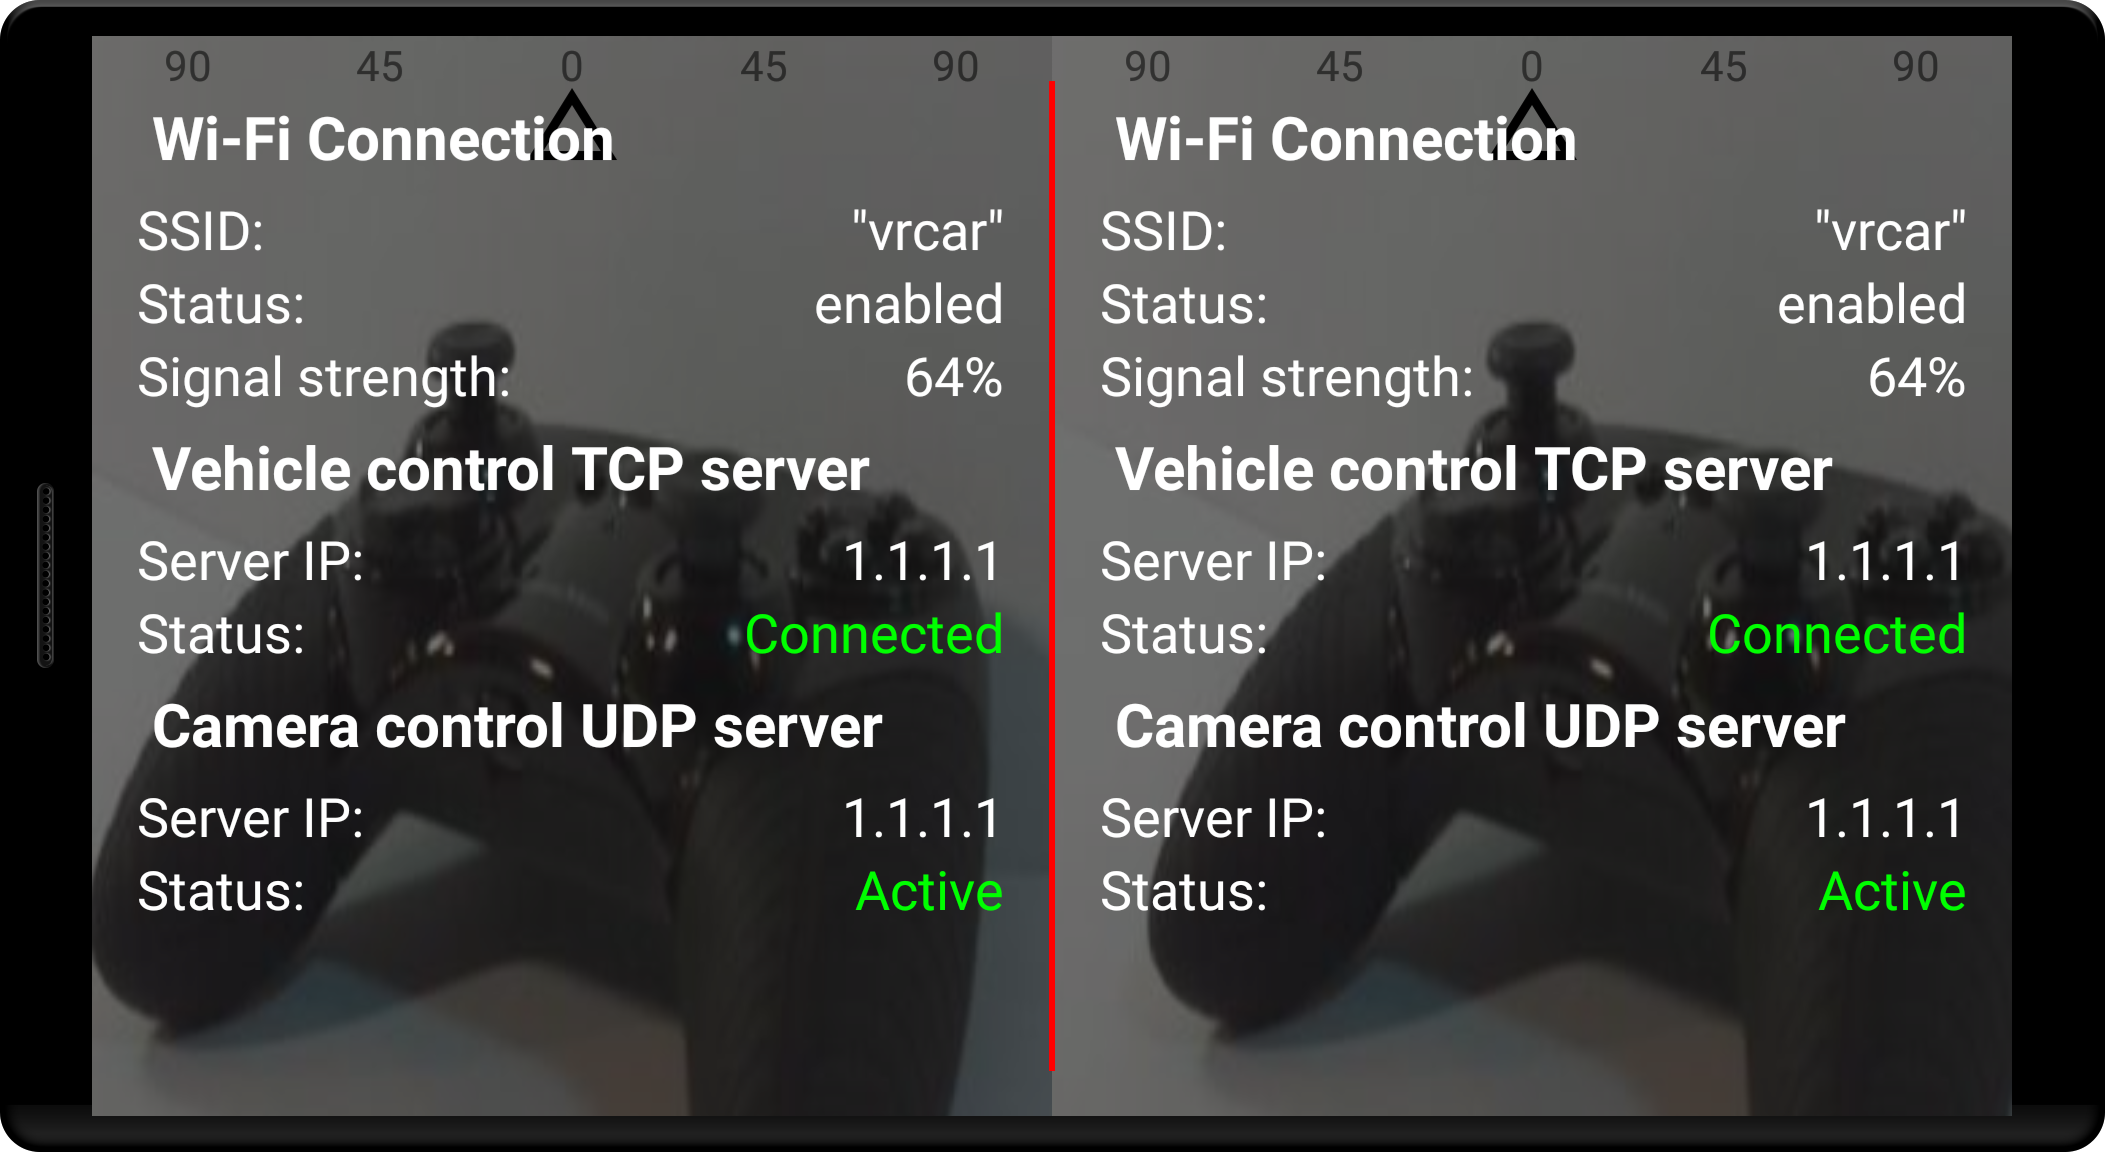 90 45 0 45 90
Wi-Fi Connection
SSID: "vrcar"
Status: enabled
Signal strength: 64%
Vehicle control TCP server
Server IP: 1.1.1.1
Status: Connected
Camera control UDP server
Server IP: 1.1.1.1
Status: Active
90 45 0 45 90
Wi-Fi Connection
SSID: "vrcar"
Status: enabled
Signal strength: 64%
Vehicle control TCP server
Server IP: 1.1.1.1
Status: Connected
Camera control UDP server
Server IP: 1.1.1.1
Status: Active